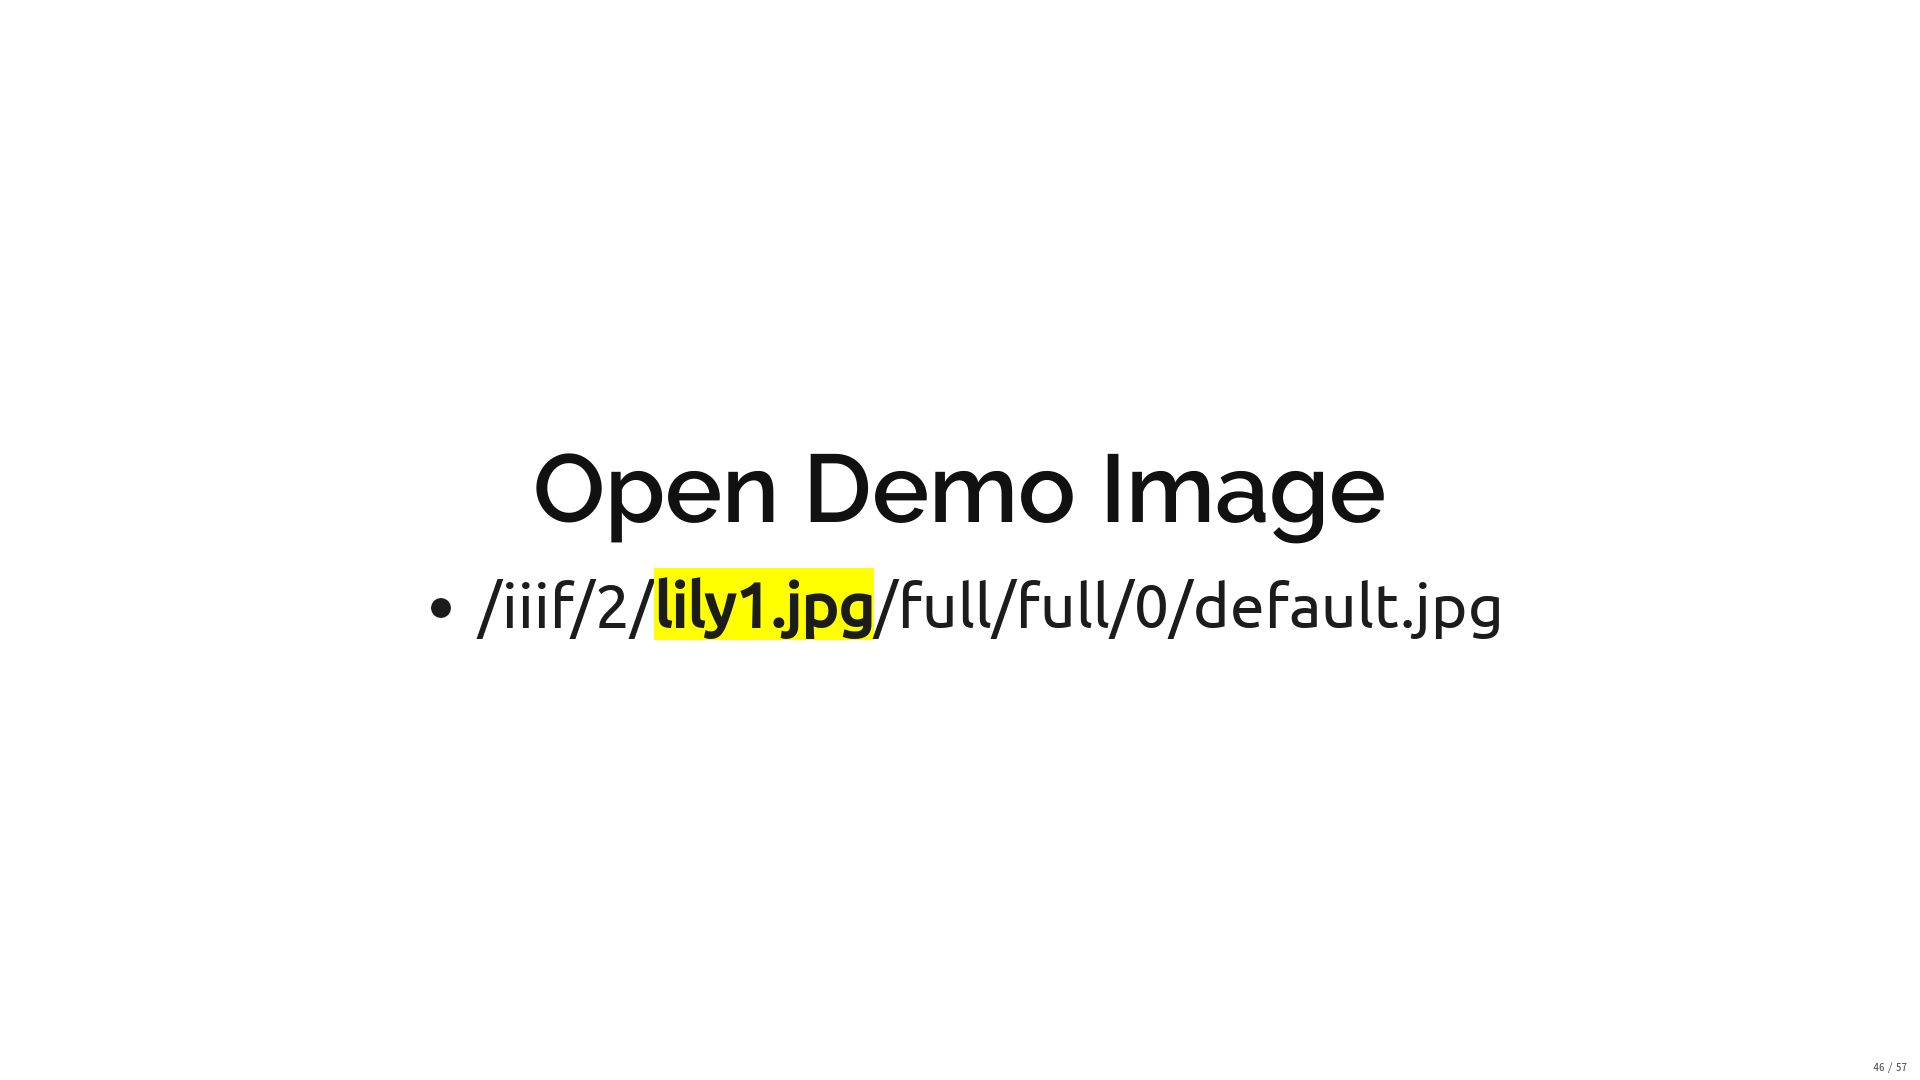 Open Demo Image
• /iiif/2/lily1.jpg/full/full/0/default.jpg
46 / 57